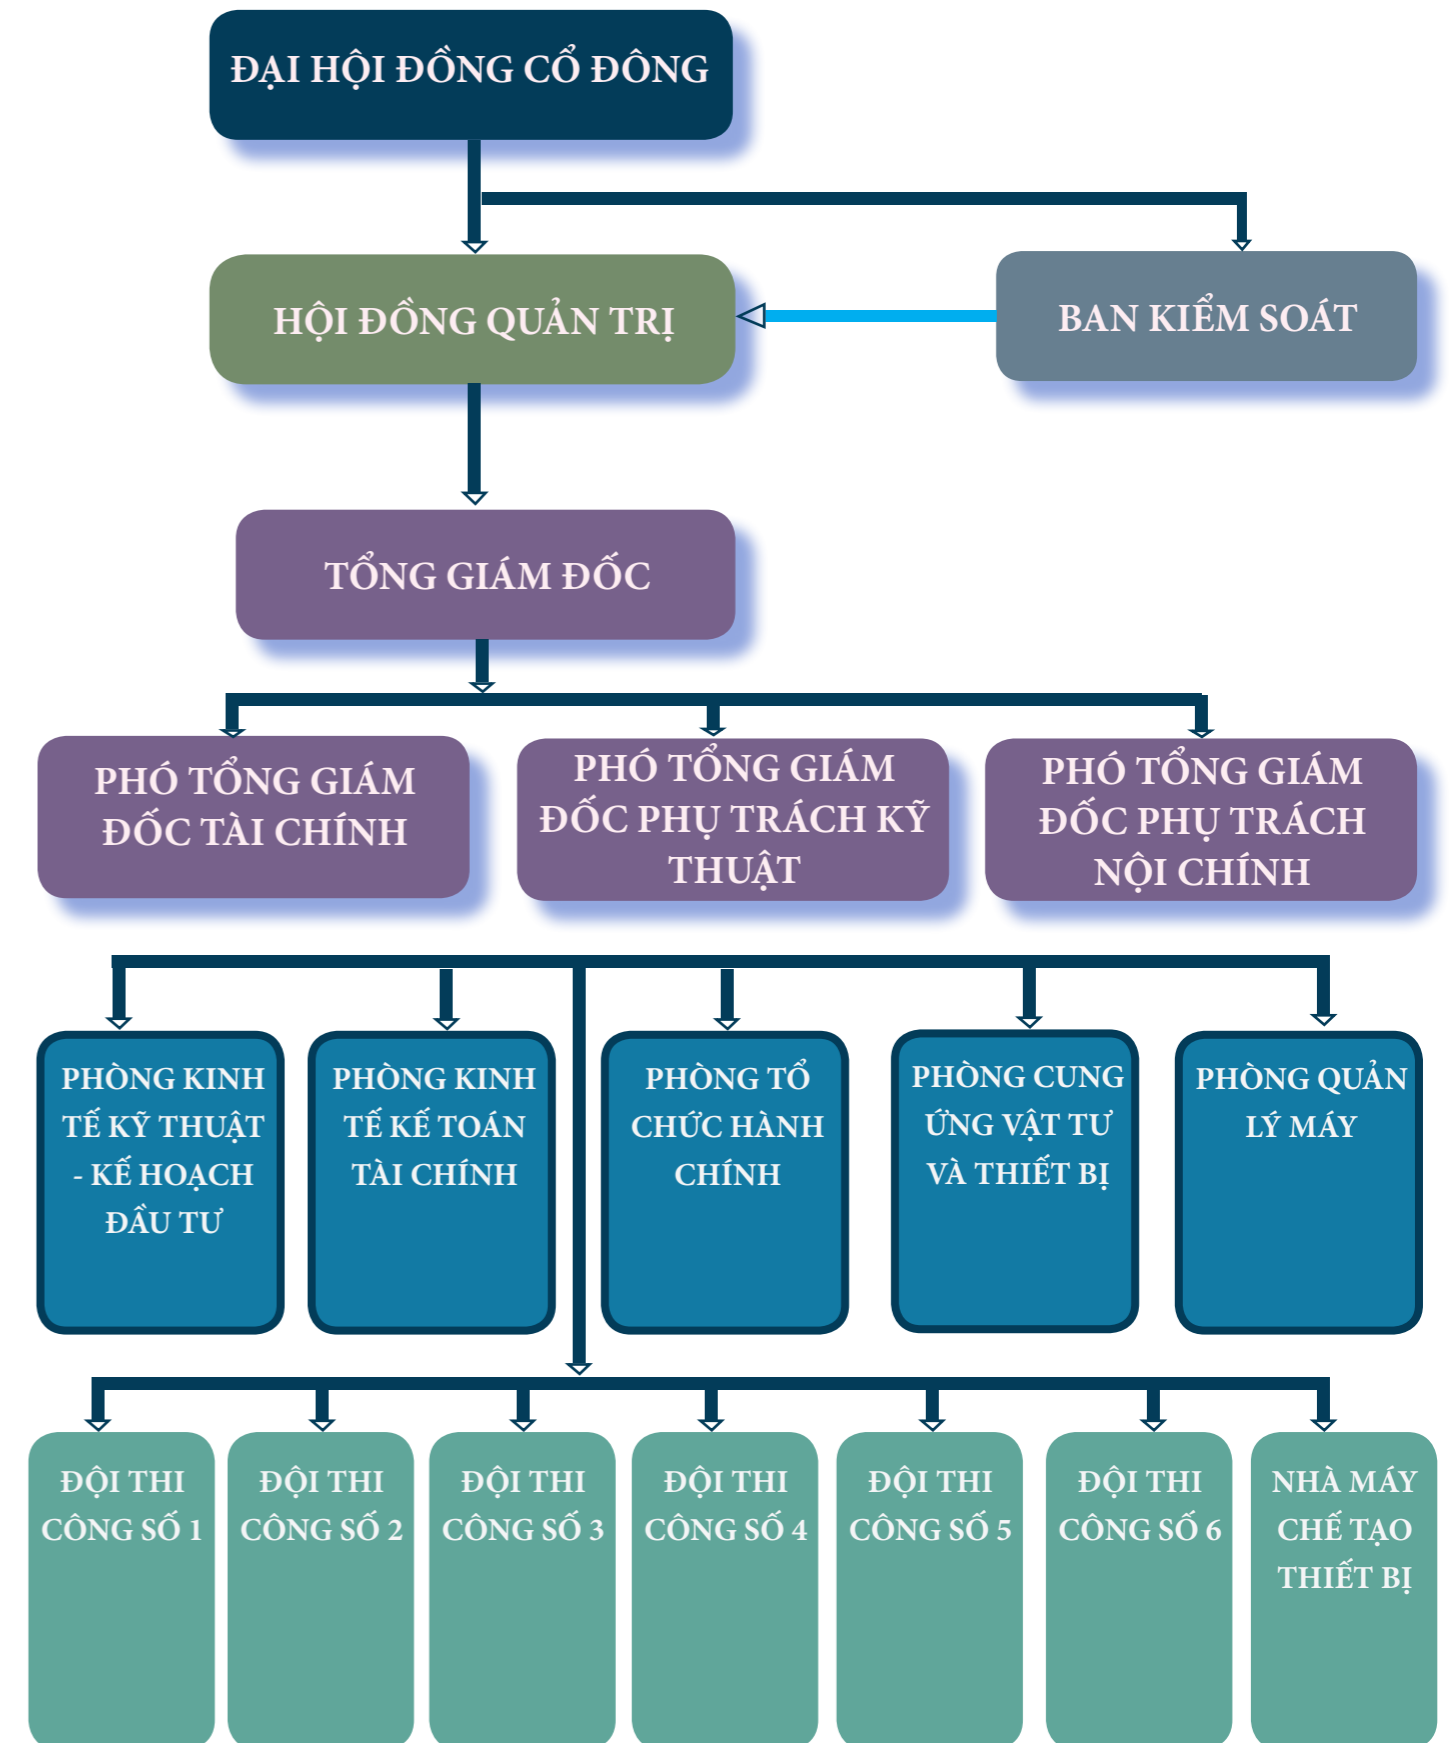 ĐẠI HỘI ĐỒNG CỔ ĐÔNG
HỘI ĐỒNG QUẢN TRỊ
BAN KIỂM SOÁT
TỔNG GIÁM ĐỐC
PHÓ TỔNG GIÁM
ĐỐC TÀI CHÍNH
PHÓ TỔNG GIÁM
ĐỐC PHỤ TRÁCH KỸ
THUẬT
PHÓ TỔNG GIÁM
ĐỐC PHỤ TRÁCH
NỘI CHÍNH
PHÒNG KINH
TẾ KỸ THUẬT
- KẾ HOẠCH
ĐẦU TƯ
PHÒNG KINH
TẾ KẾ TOÁN
TÀI CHÍNH
PHÒNG TỔ
CHỨC HÀNH
CHÍNH
PHÒNG CUNG
ỨNG VẬT TƯ
VÀ THIẾT BỊ
PHÒNG QUẢN
LÝ MÁY
ĐỘI THI
CÔNG SỐ 1
ĐỘI THI
CÔNG SỐ 2
ĐỘI THI
CÔNG SỐ 3
ĐỘI THI
CÔNG SỐ 4
ĐỘI THI
CÔNG SỐ 5
ĐỘI THI
CÔNG SỐ 6
NHÀ MÁY
CHẾ TẠO
THIẾT BỊ